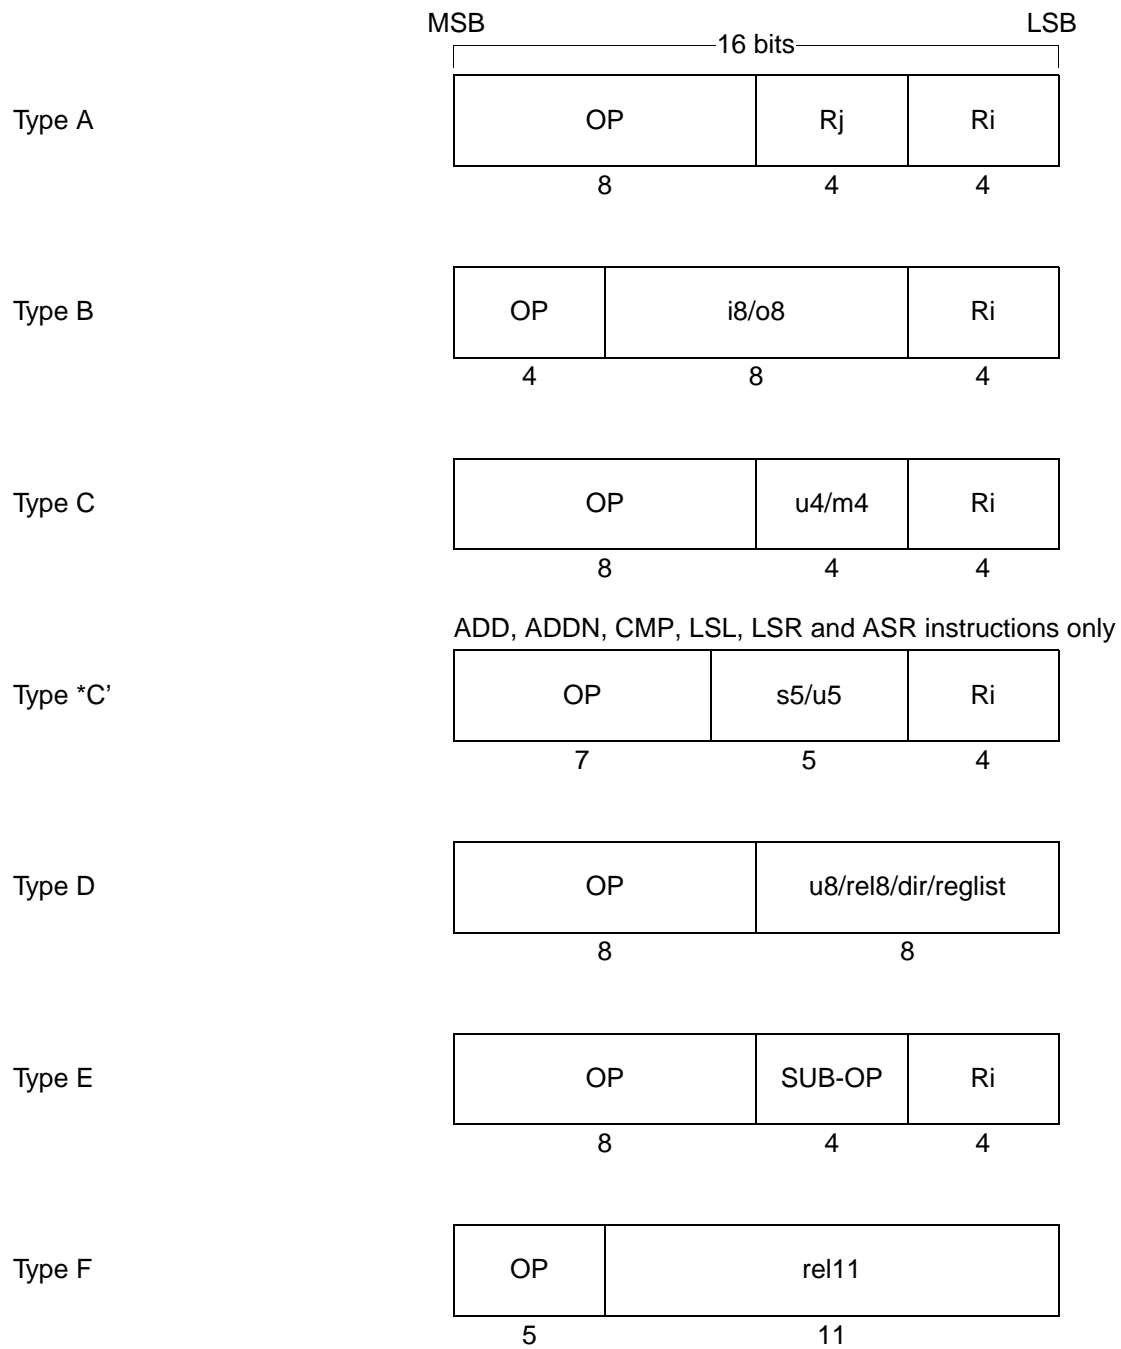 MSB LSB
16 bits
Type A OP Rj Ri
8 4 4
Type B OP i8/o8 Ri
4 8 4
Type C OP u4/m4 Ri
8 4 4
ADD, ADDN, CMP, LSL, LSR and ASR instructions only
Type *C’ OP s5/u5 Ri
7 5 4
Type D OP u8/rel8/dir/reglist
8 8
Type E OP SUB-OP Ri
8 4 4
Type F OP rel11
5 11